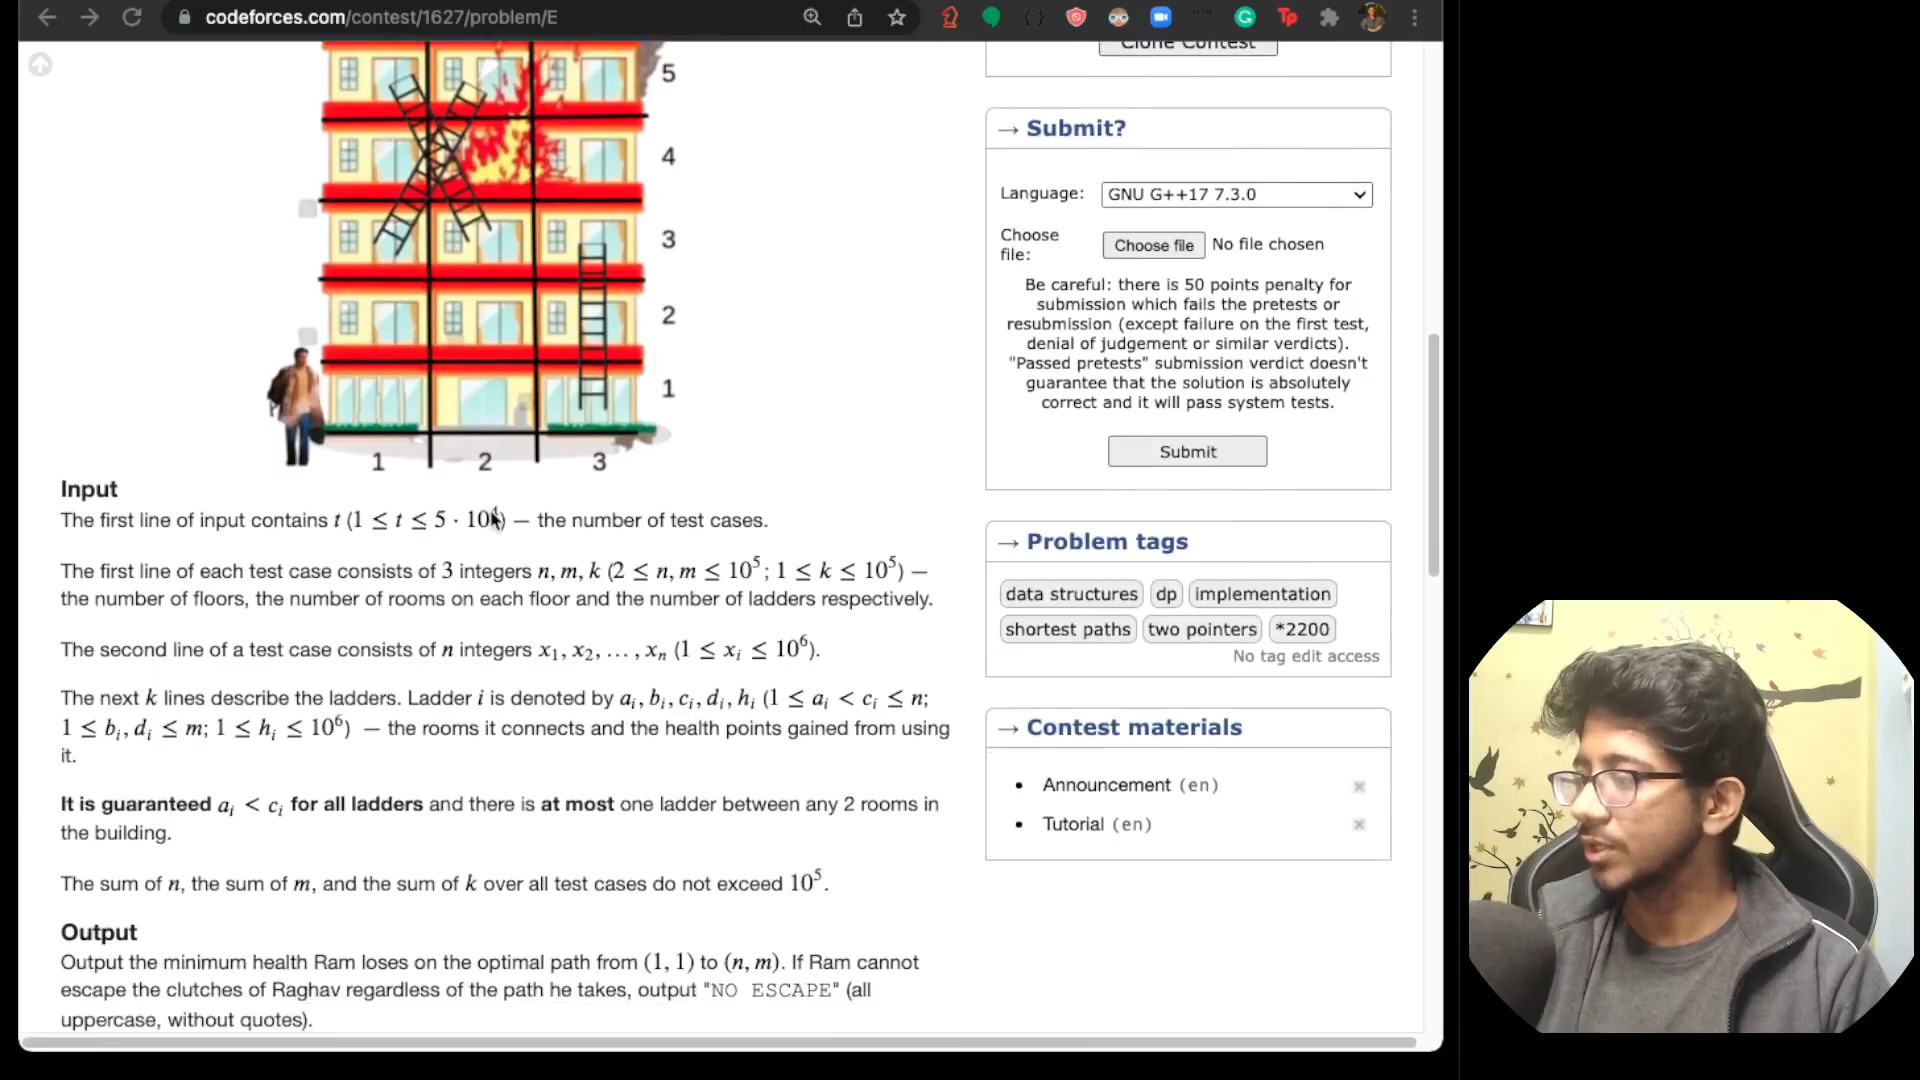 codeforces.com/contest/1627/problem/E
Tp
Clone Contest
5
4
3
2
1
1 2 3
→ Submit?
Language: GNU G++17 7.3.0
Choose file: Choose file No file chosen
Be careful: there is 50 points penalty for
submission which fails the pretests or
resubmission (except failure on the first test,
denial of judgement or similar verdicts).
"Passed pretests" submission verdict doesn't
guarantee that the solution is absolutely
correct and it will pass system tests.
Submit
Input
The first line of input contains t (1 ≤ t ≤ 5 · 10 ) — the number of test cases.
The first line of each test case consists of 3 integers n, m, k (2 ≤ n, m ≤ 10⁵; 1 ≤ k ≤ 10⁵) —
the number of floors, the number of rooms on each floor and the number of ladders respectively.
The second line of a test case consists of n integers x₁, x₂, … , xₙ (1 ≤ xᵢ ≤ 10⁶).
The next k lines describe the ladders. Ladder i is denoted by aᵢ, bᵢ, cᵢ, dᵢ, hᵢ (1 ≤ aᵢ < cᵢ ≤ n;
1 ≤ bᵢ, dᵢ ≤ m; 1 ≤ hᵢ ≤ 10⁶) — the rooms it connects and the health points gained from using
it.
It is guaranteed aᵢ < cᵢ for all ladders and there is at most one ladder between any 2 rooms in
the building.
The sum of n, the sum of m, and the sum of k over all test cases do not exceed 10⁵.
Output
Output the minimum health Ram loses on the optimal path from (1, 1) to (n, m). If Ram cannot
escape the clutches of Raghav regardless of the path he takes, output "NO ESCAPE" (all
uppercase, without quotes).
→ Problem tags
data structures dp implementation
shortest paths two pointers *2200
No tag edit access
→ Contest materials
• Announcement (en) ×
• Tutorial (en) ×